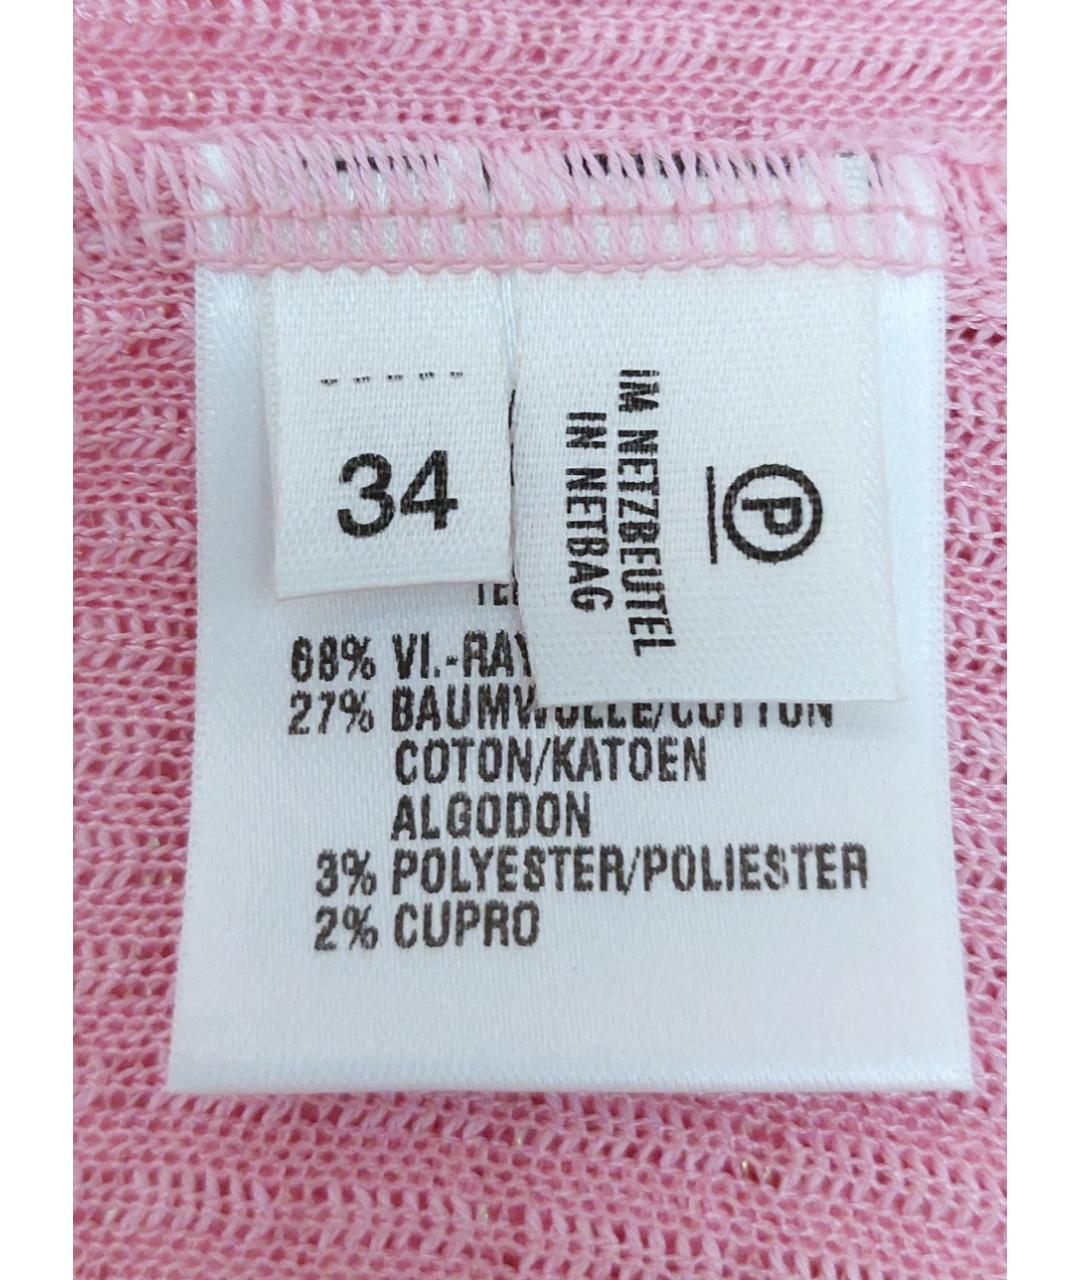 34
IM NETZBEUTEL
IN NETBAG
P
68% VI.-RAY
27% BAUMWOLLE/COTTON
COTON/KATOEN
ALGODON
3% POLYESTER/POLIESTER
2% CUPRO